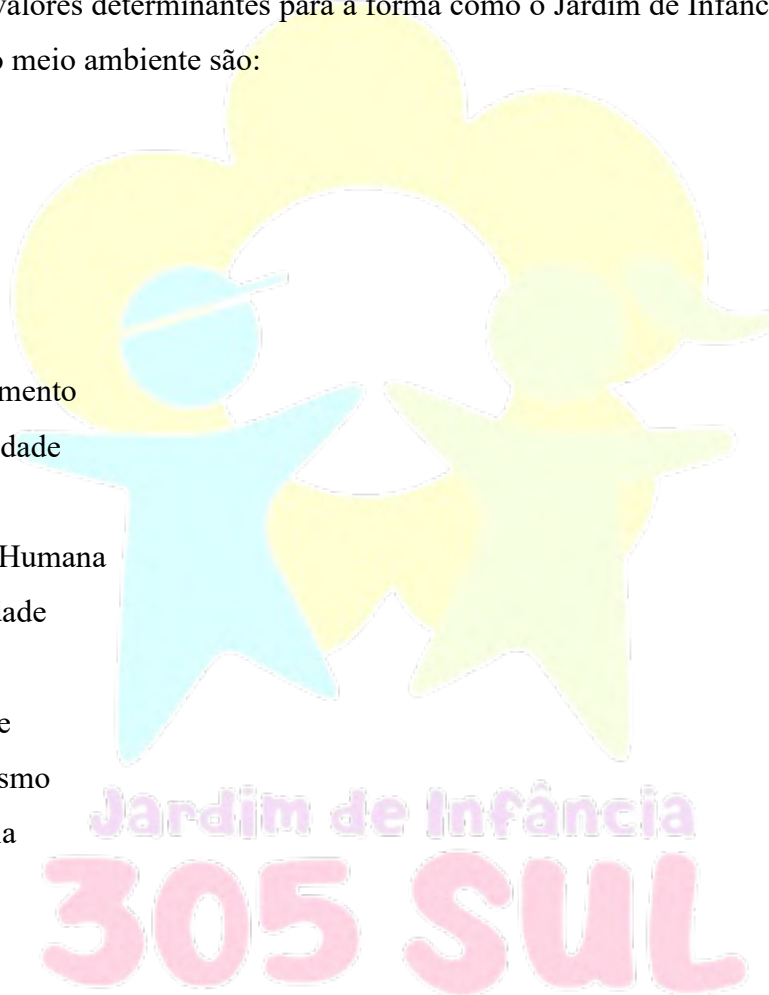 valores determinantes para a forma como o Jardim de Infânc
o meio ambiente são:
mento
dade
Humana
dade
e
smo
a
Jardim de Infância
305 SUL